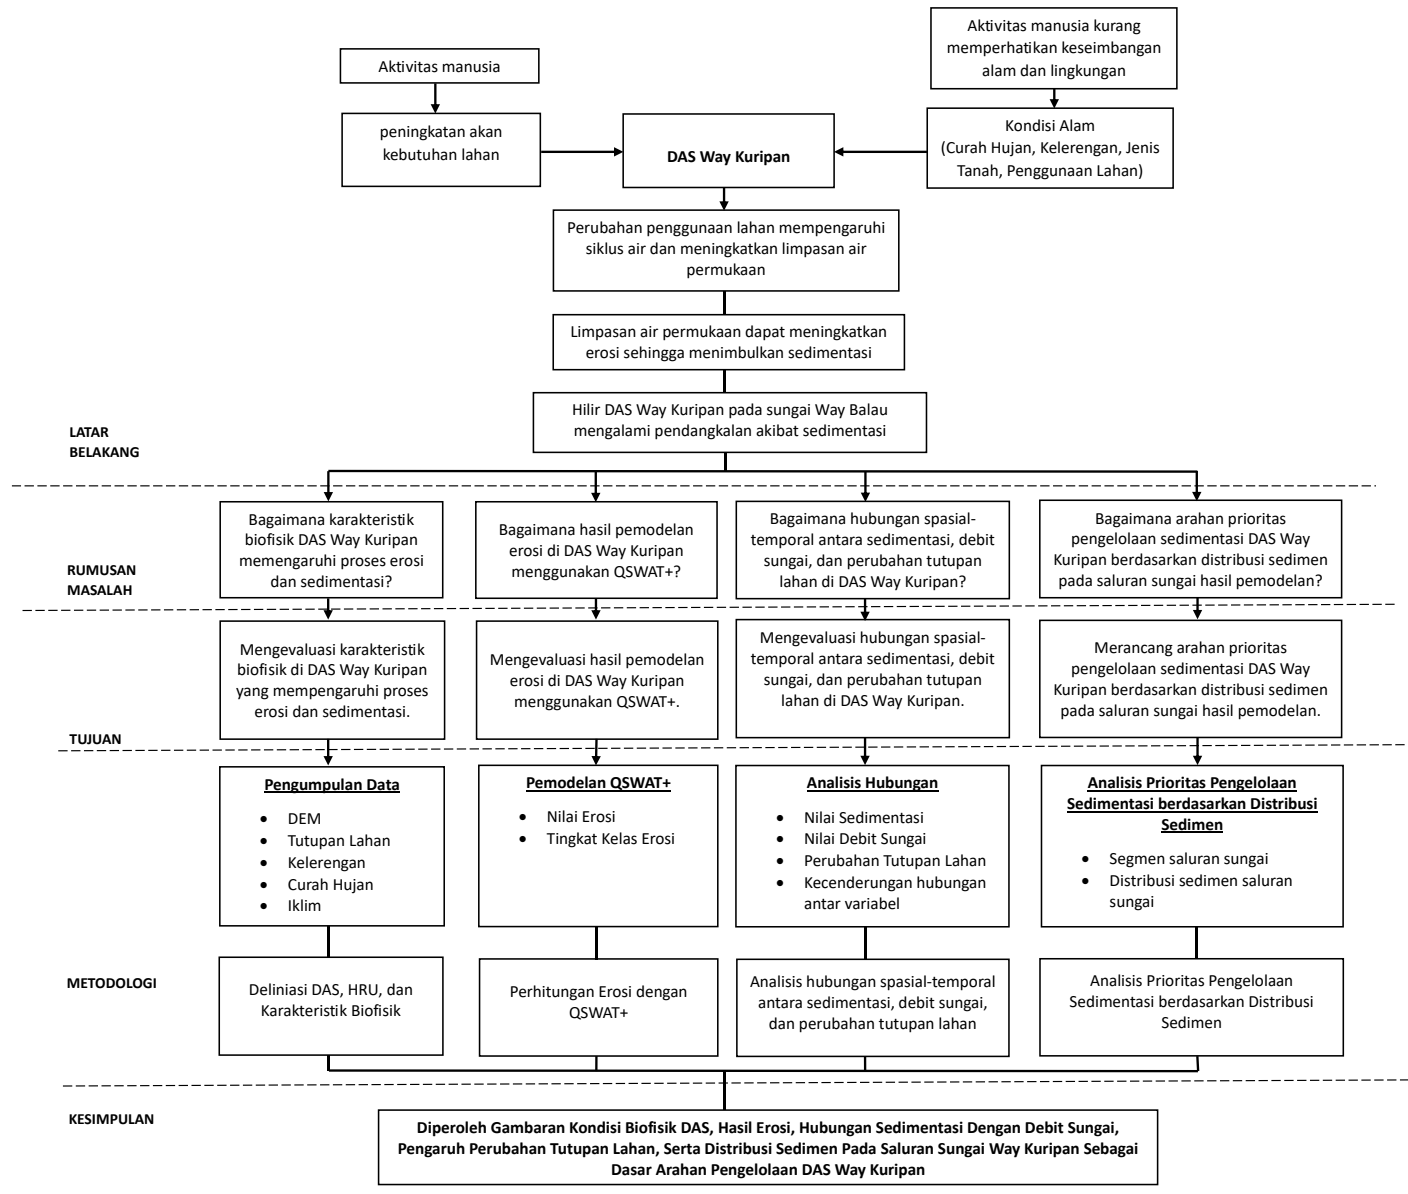 Aktivitas manusia kurang
memperhatikan keseimbangan
alam dan lingkungan
Aktivitas manusia
peningkatan akan
kebutuhan lahan
DAS Way Kuripan
Kondisi Alam
(Curah Hujan, Kelerengan, Jenis
Tanah, Penggunaan Lahan)
Perubahan penggunaan lahan mempengaruhi
siklus air dan meningkatkan limpasan air
permukaan
Limpasan air permukaan dapat meningkatkan
erosi sehingga menimbulkan sedimentasi
Hilir DAS Way Kuripan pada sungai Way Balau
mengalami pendangkalan akibat sedimentasi
LATAR
BELAKANG
RUMUSAN
MASALAH
Bagaimana karakteristik
biofisik DAS Way Kuripan
memengaruhi proses erosi
dan sedimentasi?
Bagaimana hasil pemodelan
erosi di DAS Way Kuripan
menggunakan QSWAT+?
Bagaimana hubungan spasial-
temporal antara sedimentasi, debit
sungai, dan perubahan tutupan
lahan di DAS Way Kuripan?
Bagaimana arahan prioritas
pengelolaan sedimentasi DAS Way
Kuripan berdasarkan distribusi sedimen
pada saluran sungai hasil pemodelan?
TUJUAN
Mengevaluasi karakteristik
biofisik di DAS Way Kuripan
yang mempengaruhi proses
erosi dan sedimentasi.
Mengevaluasi hasil pemodelan
erosi di DAS Way Kuripan
menggunakan QSWAT+.
Mengevaluasi hubungan spasial-
temporal antara sedimentasi, debit
sungai, dan perubahan tutupan
lahan di DAS Way Kuripan.
Merancang arahan prioritas
pengelolaan sedimentasi DAS Way
Kuripan berdasarkan distribusi sedimen
pada saluran sungai hasil pemodelan.
METODOLOGI
Pengumpulan Data
• DEM
• Tutupan Lahan
• Kelerengan
• Curah Hujan
• Iklim
Pemodelan QSWAT+
• Nilai Erosi
• Tingkat Kelas Erosi
Analisis Hubungan
• Nilai Sedimentasi
• Nilai Debit Sungai
• Perubahan Tutupan Lahan
• Kecenderungan hubungan
antar variabel
Analisis Prioritas Pengelolaan
Sedimentasi berdasarkan Distribusi
Sedimen
• Segmen saluran sungai
• Distribusi sedimen saluran
sungai
Deliniasi DAS, HRU, dan
Karakteristik Biofisik
Perhitungan Erosi dengan
QSWAT+
Analisis hubungan spasial-temporal
antara sedimentasi, debit sungai,
dan perubahan tutupan lahan
Analisis Prioritas Pengelolaan
Sedimentasi berdasarkan Distribusi
Sedimen
KESIMPULAN
Diperoleh Gambaran Kondisi Biofisik DAS, Hasil Erosi, Hubungan Sedimentasi Dengan Debit Sungai,
Pengaruh Perubahan Tutupan Lahan, Serta Distribusi Sedimen Pada Saluran Sungai Way Kuripan Sebagai
Dasar Arahan Pengelolaan DAS Way Kuripan